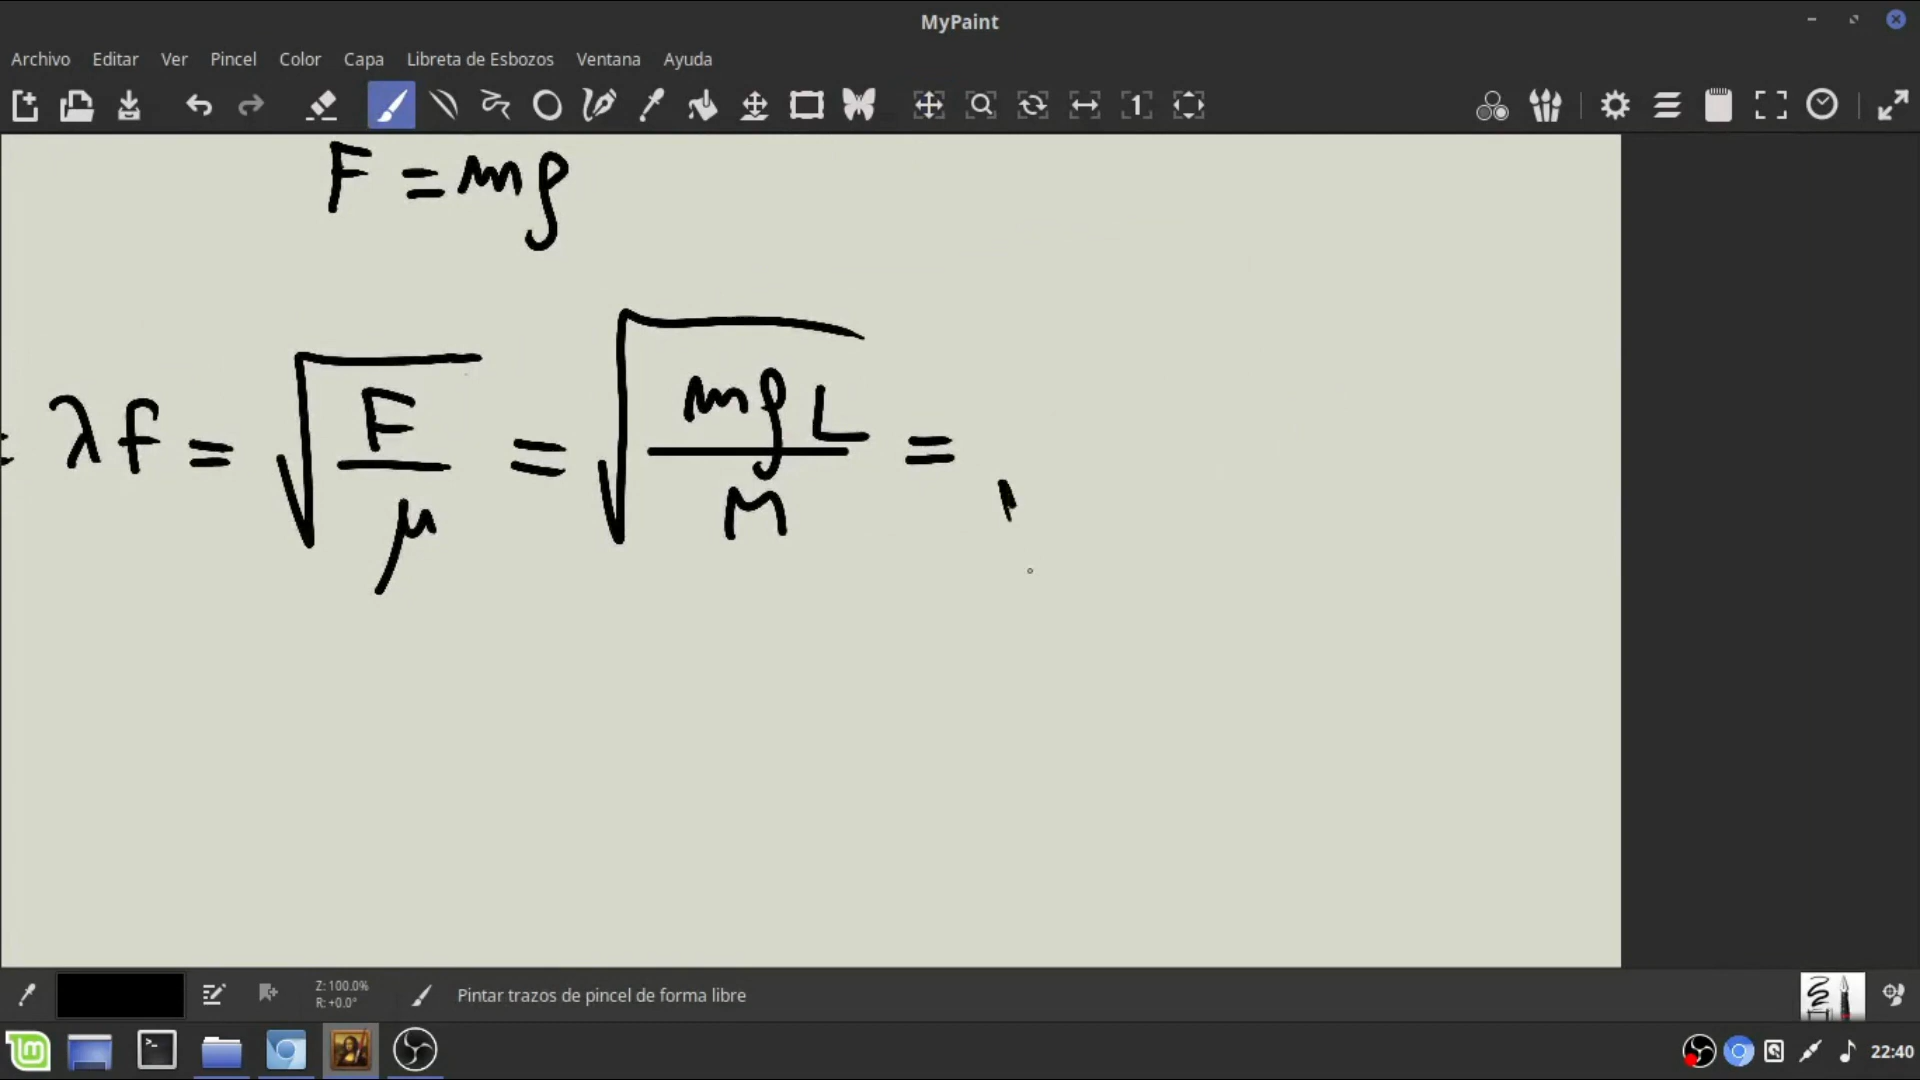 MyPaint
Archivo Editar Ver Pincel Color Capa Libreta de Esbozos Ventana Ayuda
F = mg
= λf = √(F/μ) = √(mgL/M) =
Z: 100.0%
R: +0.0°
Pintar trazos de pincel de forma libre
22:40